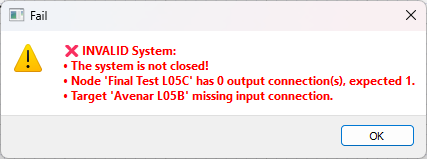 Fail
❌ INVALID System:
• The system is not closed!
• Node 'Final Test L05C' has 0 output connection(s), expected 1.
• Target 'Avenar L05B' missing input connection.
OK